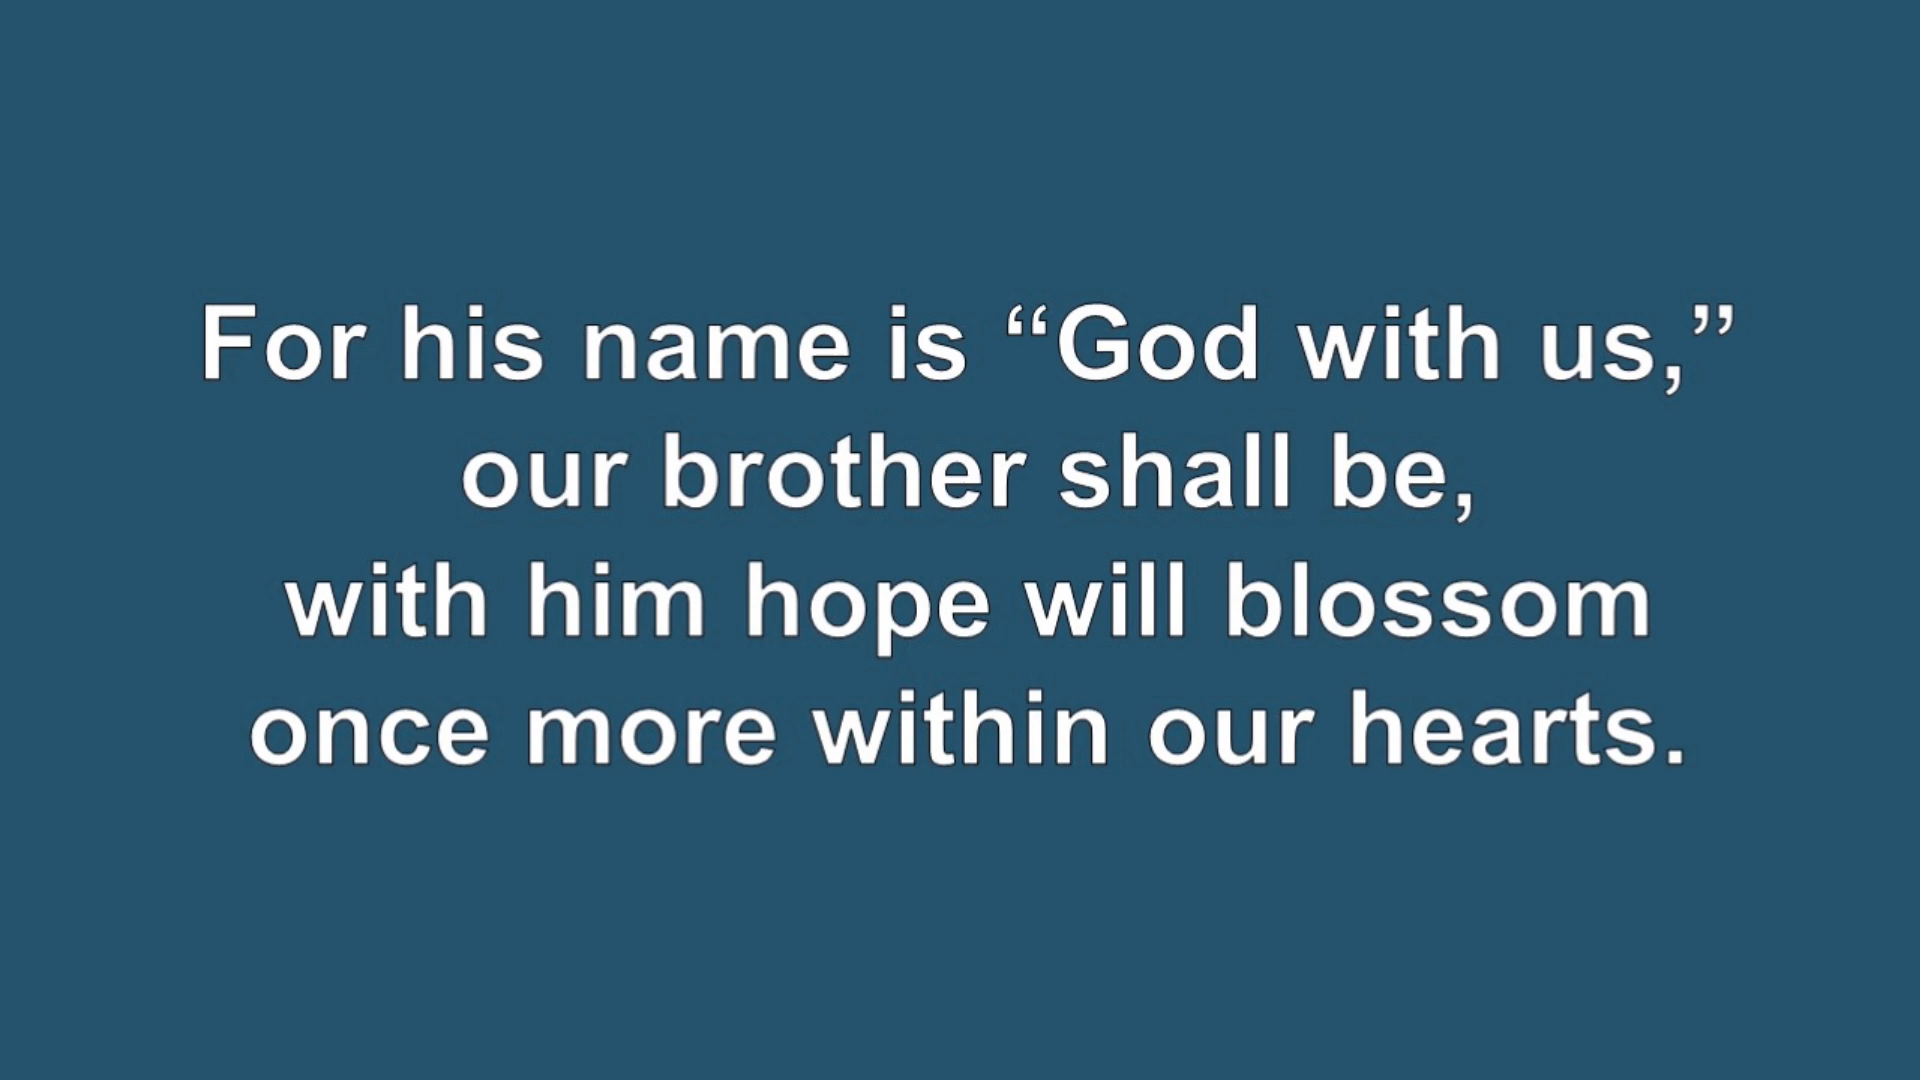 For his name is “God with us,”
our brother shall be,
with him hope will blossom
once more within our hearts.